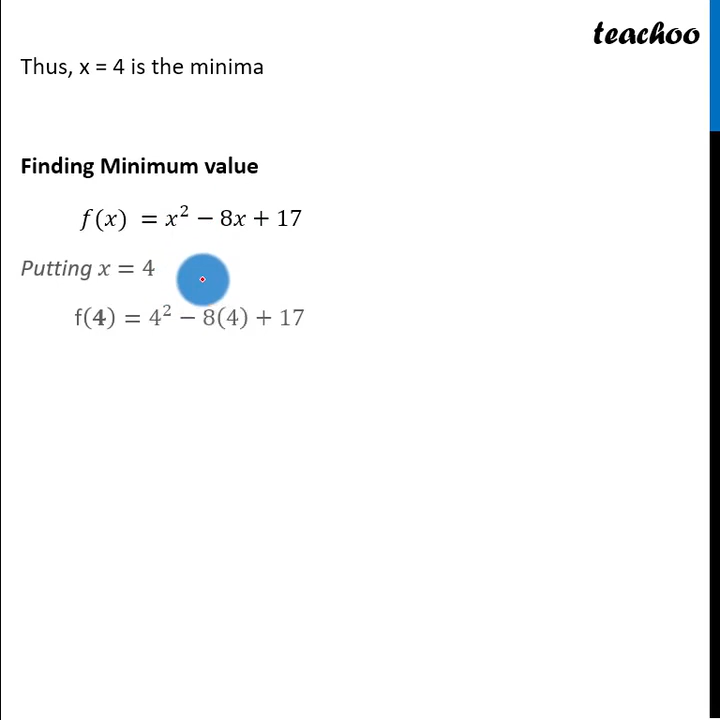 teachoo
Thus, x = 4 is the minima
Finding Minimum value
𝑓(𝑥) = 𝑥² − 8𝑥 + 17
Putting 𝑥 = 4
f(𝟒) = 4² − 8(4) + 17